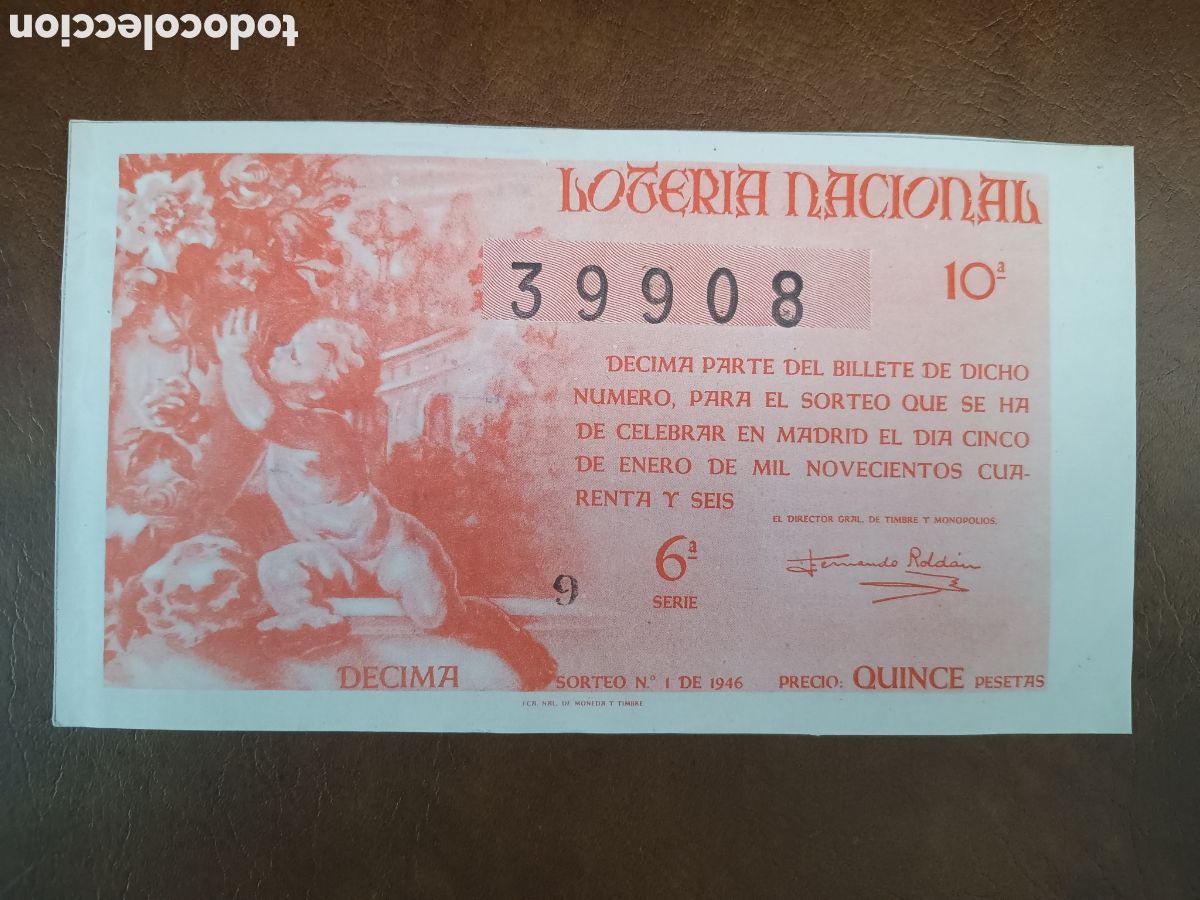 todocoleccion
LOTERIA NACIONAL
39908
10ª
DECIMA PARTE DEL BILLETE DE DICHO
NUMERO, PARA EL SORTEO QUE SE HA
DE CELEBRAR EN MADRID EL DIA CINCO
DE ENERO DE MIL NOVECIENTOS CUA-
RENTA Y SEIS
EL DIRECTOR GRAL. DE TIMBRE Y MONOPOLIOS,
Fernando Roldán
6ª
SERIE
9
DECIMA
SORTEO N.º 1 DE 1946
PRECIO: QUINCE PESETAS
FCA. NAL. DE MONEDA Y TIMBRE